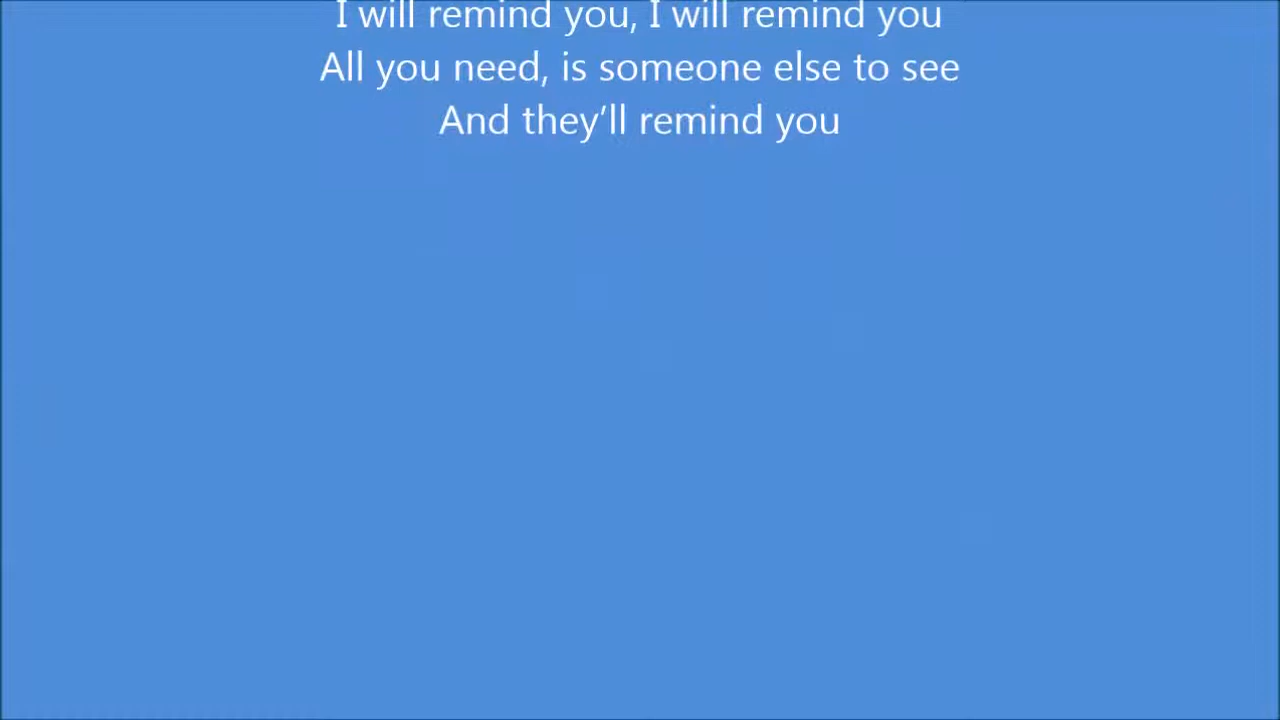 I will remind you, I will remind you
All you need, is someone else to see
And they’ll remind you